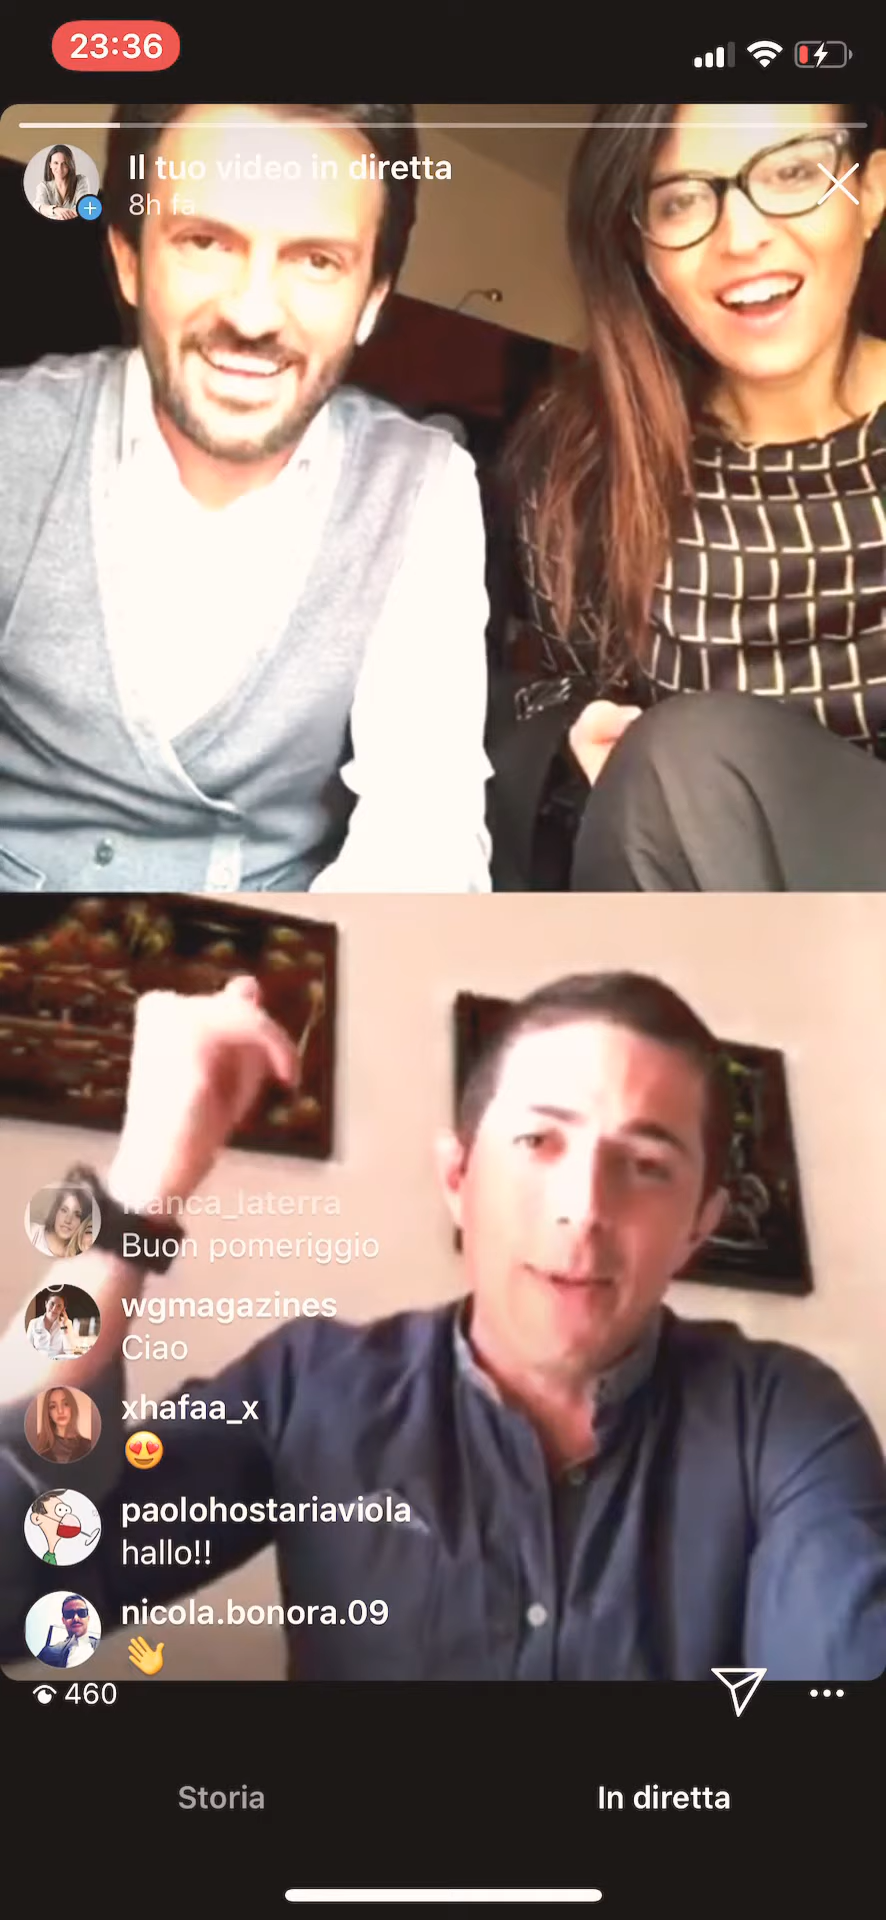 23:36
Il tuo video in diretta
8h fa
franca_laterra
Buon pomeriggio
wgmagazines
Ciao
xhafaa_x
😍
paolohostariaviola
hallo!!
nicola.bonora.09
👋
460
Storia
In diretta